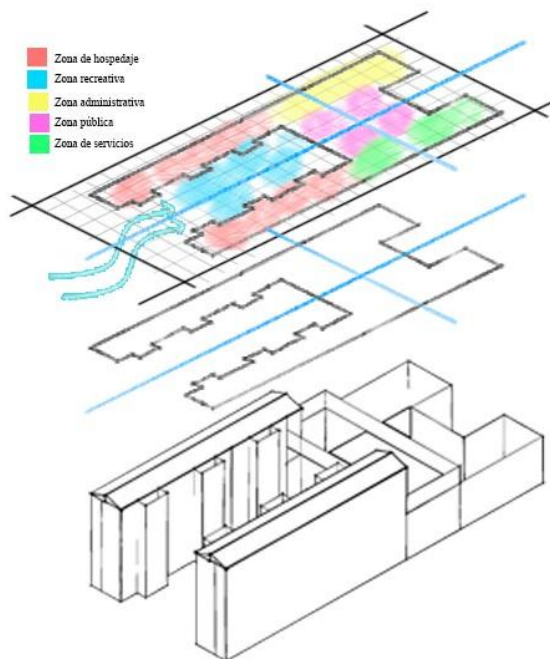 Zona de hospedaje
Zona recreativa
Zona administrativa
Zona pública
Zona de servicios